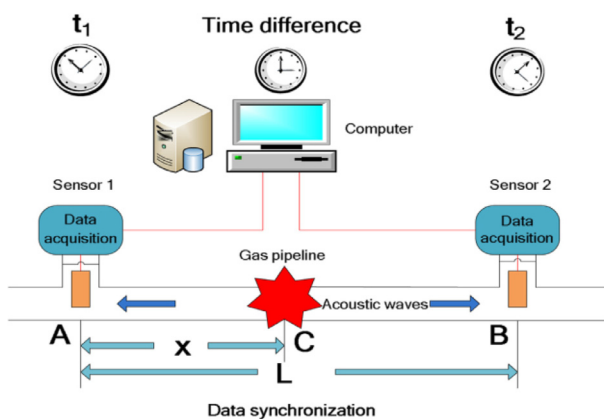 t₁
Time difference
t₂
Computer
Sensor 1
Sensor 2
Data
acquisition
Data
acquisition
Gas pipeline
Acoustic waves
A
C
B
x
L
Data synchronization